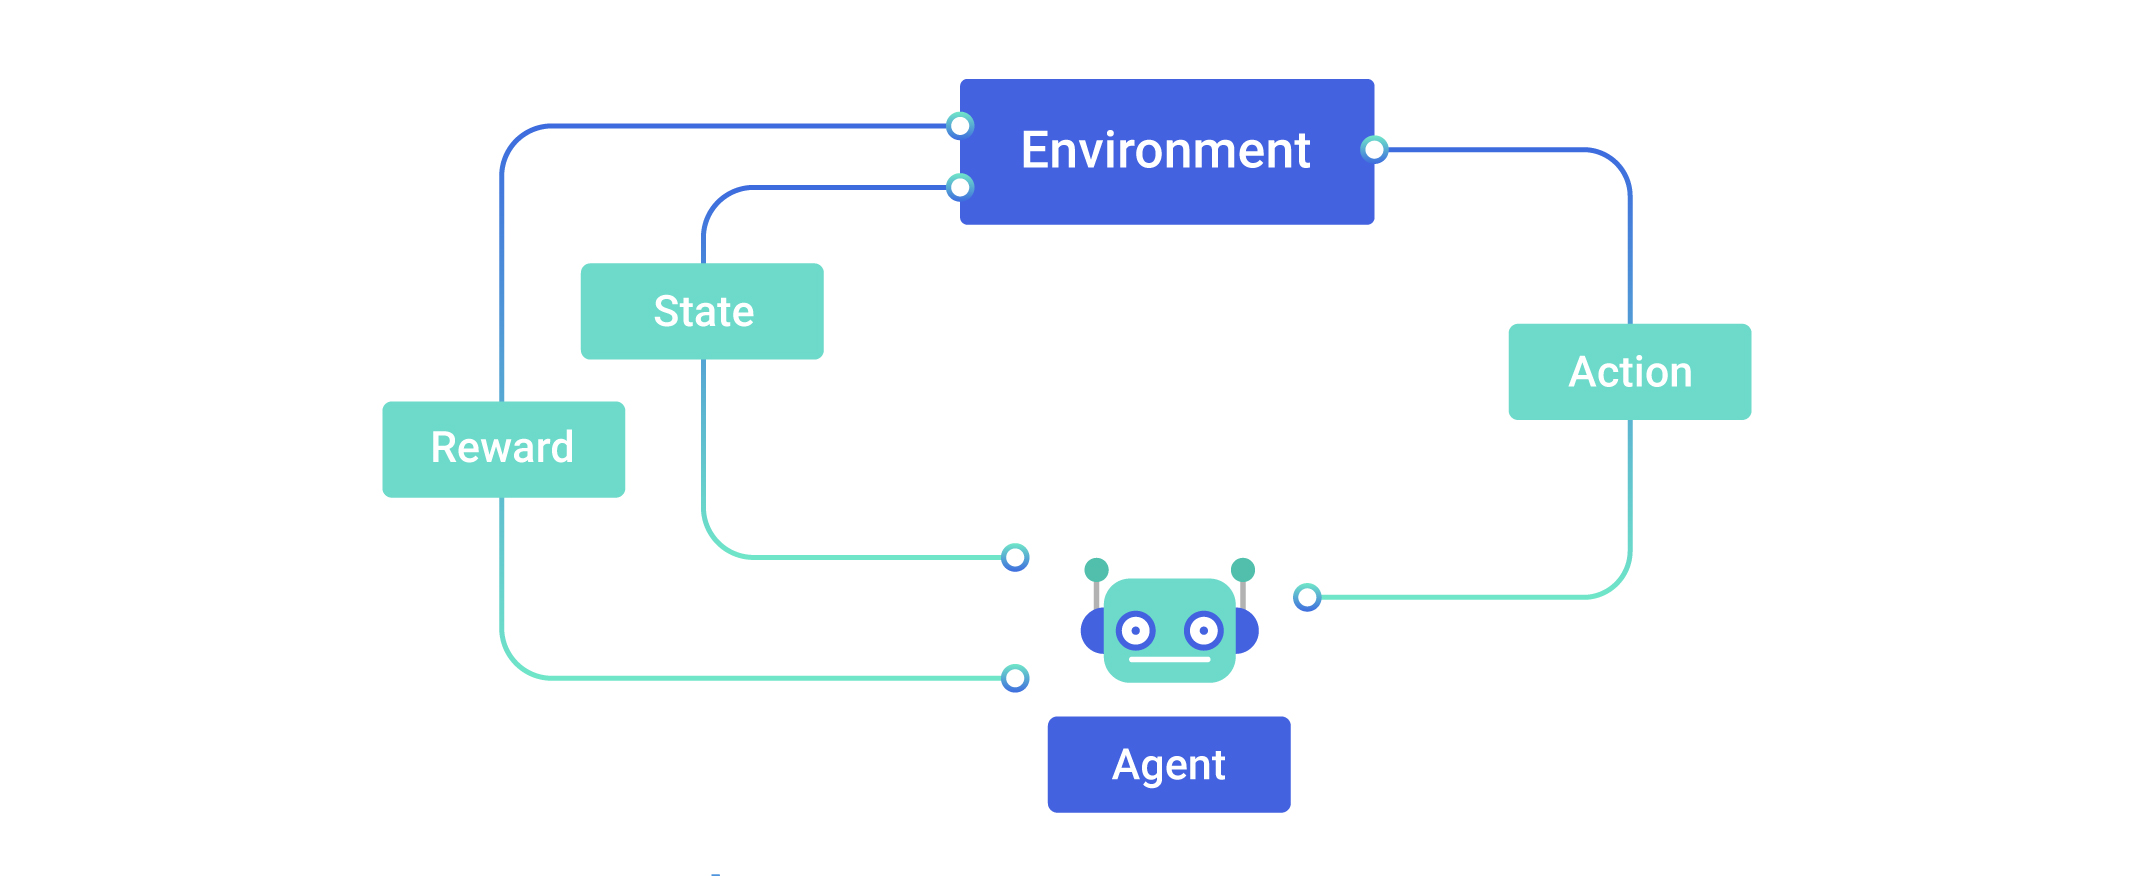 Environment
State
Action
Reward
Agent